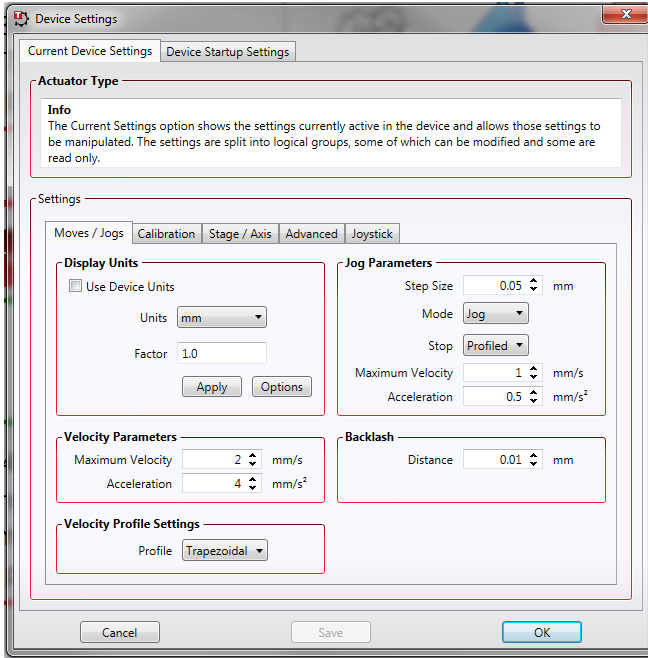 Device Settings
Current Device Settings Device Startup Settings
Actuator Type
Info
The Current Settings option shows the settings currently active in the device and allows those settings to
be manipulated. The settings are split into logical groups, some of which can be modified and some are
read only.
Settings
Moves / Jogs Calibration Stage / Axis Advanced Joystick
Display Units
Use Device Units
Units mm
Factor 1.0
Apply Options
Jog Parameters
Step Size 0.05 mm
Mode Jog
Stop Profiled
Maximum Velocity 1 mm/s
Acceleration 0.5 mm/s²
Velocity Parameters
Maximum Velocity 2 mm/s
Acceleration 4 mm/s²
Backlash
Distance 0.01 mm
Velocity Profile Settings
Profile Trapezoidal
Cancel Save OK